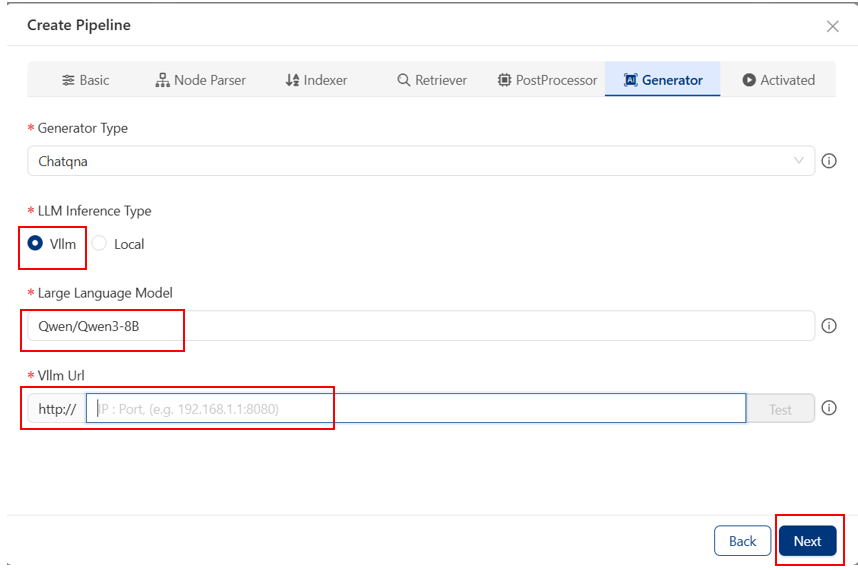 Create Pipeline
Basic Node Parser Indexer Retriever PostProcessor Generator Activated
* Generator Type
Chatqna
* LLM Inference Type
Vllm Local
* Large Language Model
Qwen/Qwen3-8B
* Vllm Url
http:// IP : Port, (e.g. 192.168.1.1:8080) Test
Back Next